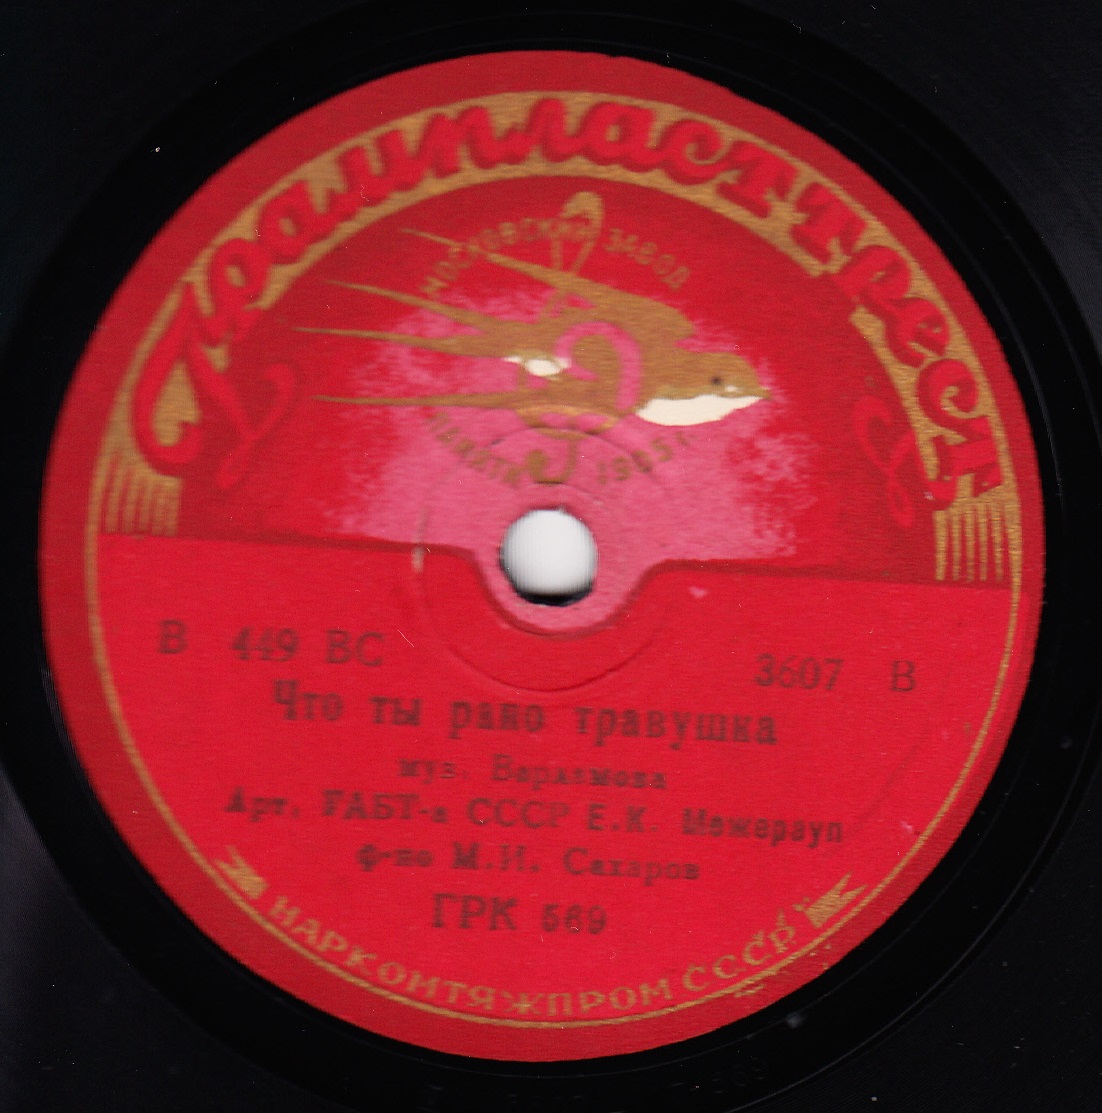 Грампласттрест
МОСКОВСКИЙ ЗАВОД
ПАМЯТИ 1905 г.
В 449 ВС 3607 В
Что ты рано травушка
муз. Варламова
Арт. ГАБТ-а СССР Е.К. Межерауп
ф-но М.И. Сахаров
ГРК 569
НАРКОМТЯЖПРОМ СССР